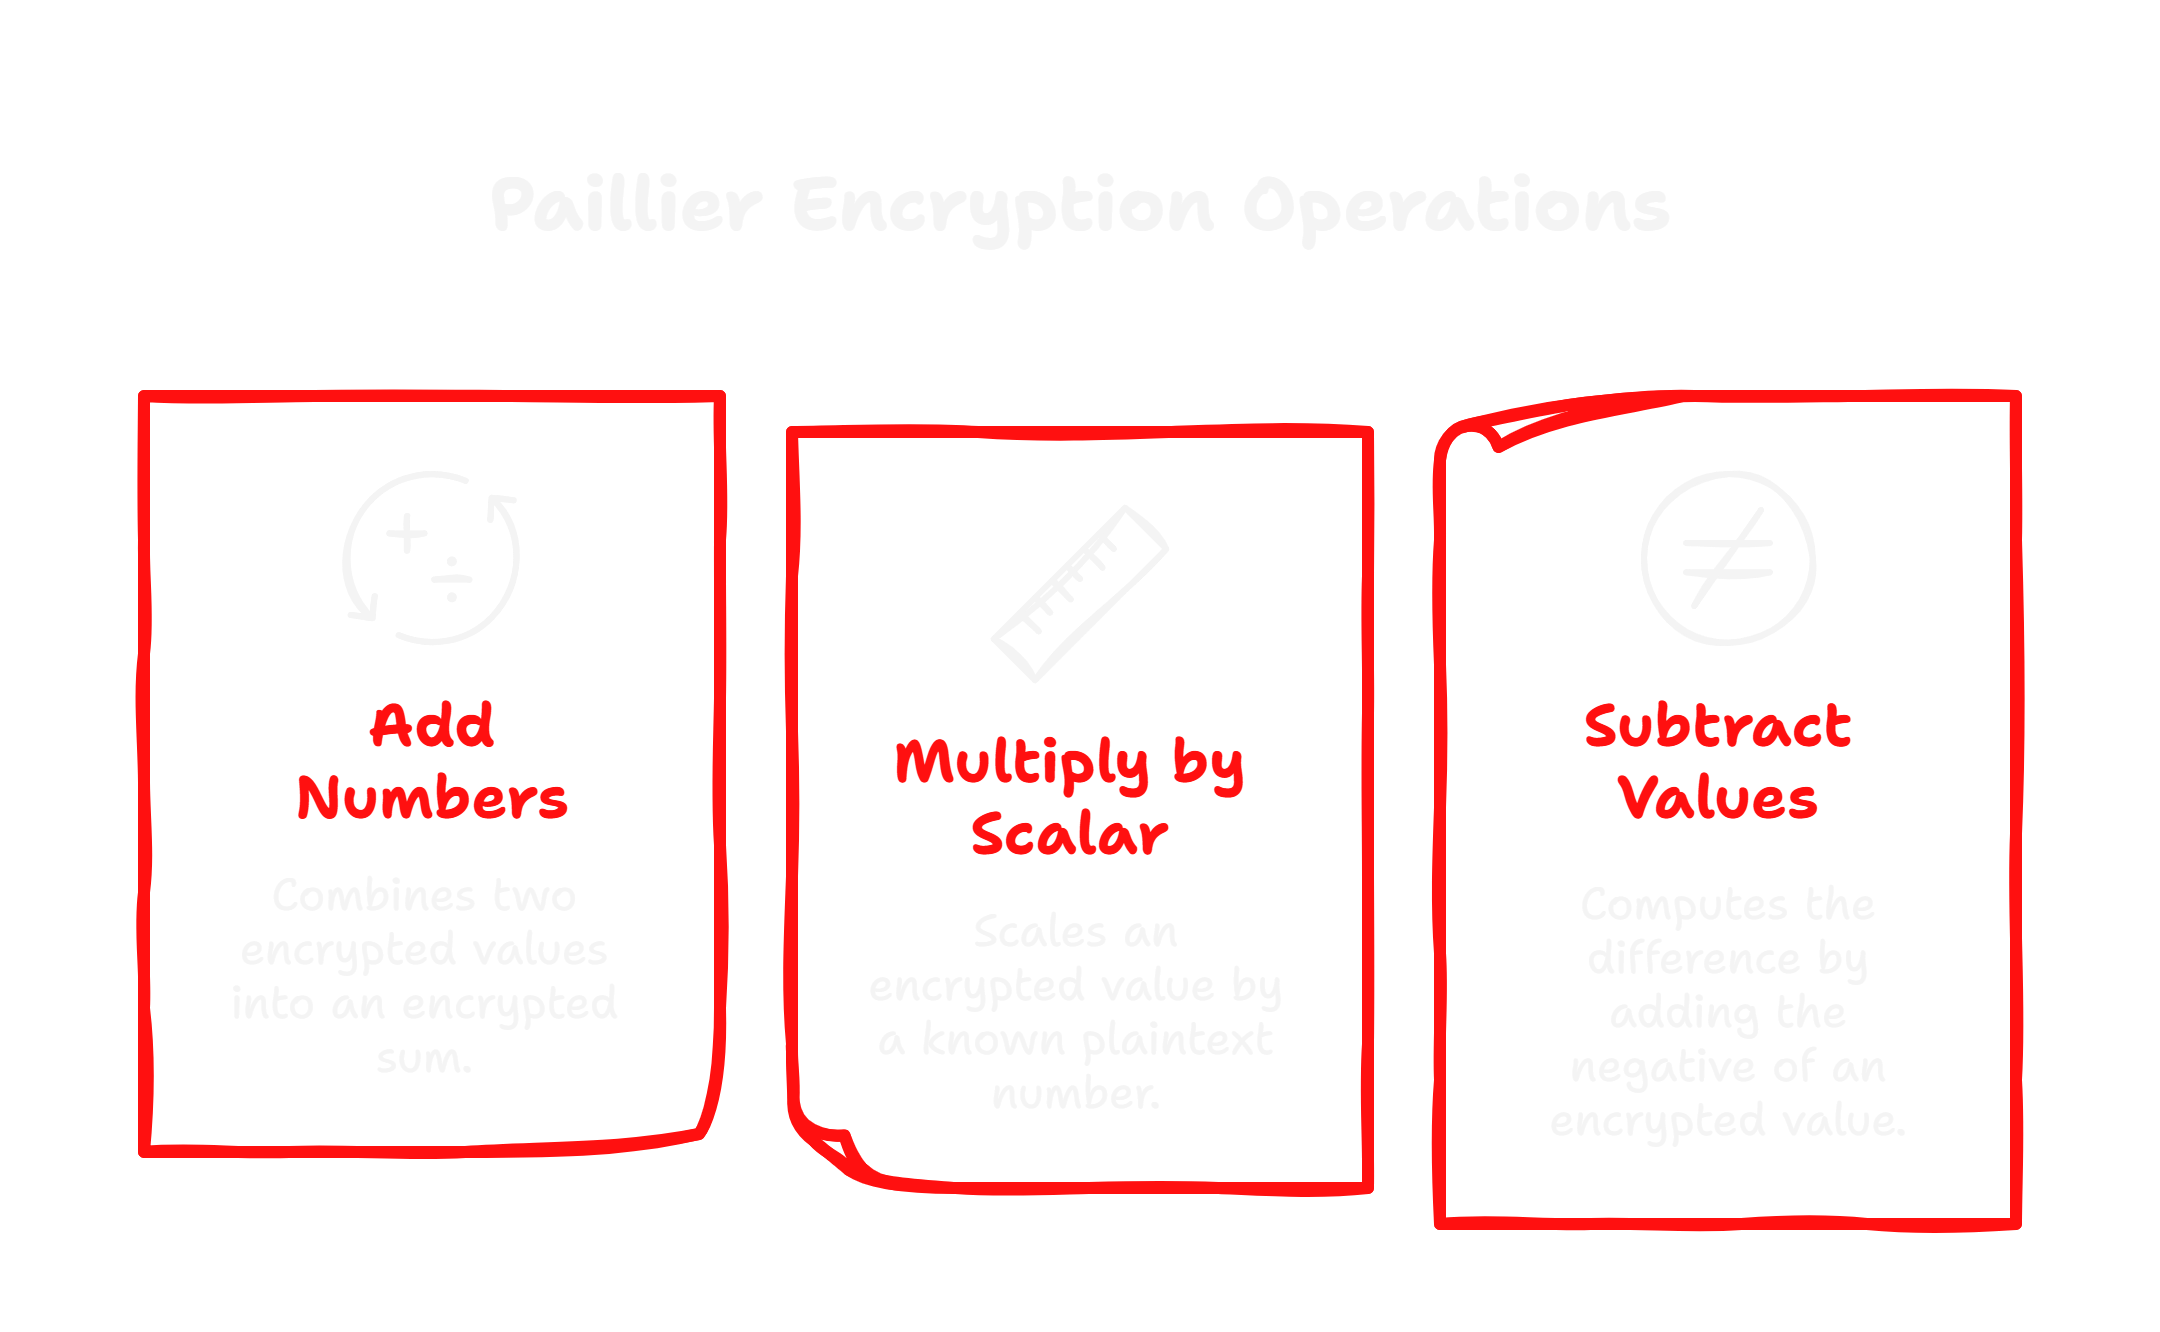 Paillier Encryption Operations
Add
Numbers
Combines two
encrypted values
into an encrypted
sum.
Multiply by
Scalar
Scales an
encrypted value by
a known plaintext
number.
Subtract
Values
Computes the
difference by
adding the
negative of an
encrypted value.